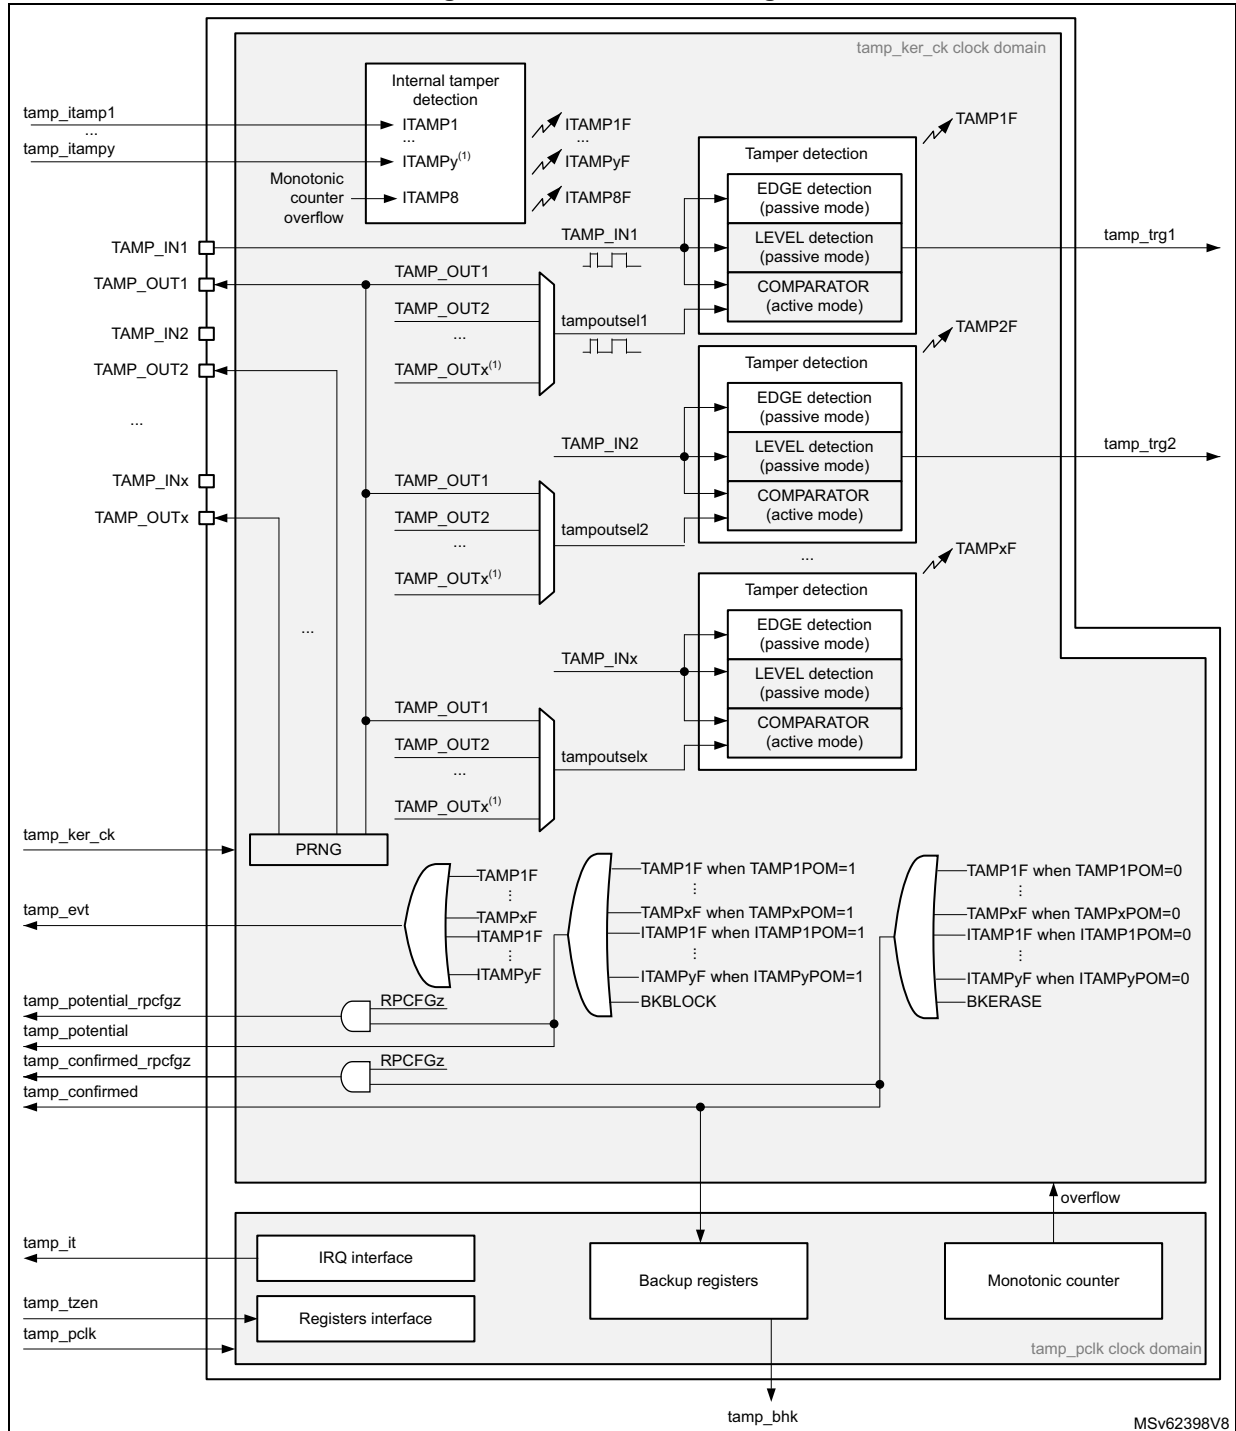 tamp_ker_ck clock domain
Internal tamper
detection
tamp_itamp1
ITAMP1
ITAMP1F
TAMP1F
...
...
...
tamp_itampy
ITAMPy(1)
ITAMPyF
Tamper detection
Monotonic
counter
overflow
ITAMP8
ITAMP8F
EDGE detection
(passive mode)
TAMP_IN1
TAMP_IN1
LEVEL detection
(passive mode)
tamp_trg1
TAMP_OUT1
TAMP_OUT1
COMPARATOR
(active mode)
TAMP_OUT2
tampoutsel1
TAMP_IN2
...
TAMP2F
TAMP_OUT2
TAMP_OUTx(1)
Tamper detection
EDGE detection
(passive mode)
...
TAMP_IN2
LEVEL detection
(passive mode)
tamp_trg2
TAMP_INx
TAMP_OUT1
COMPARATOR
(active mode)
TAMP_OUTx
TAMP_OUT2
tampoutsel2
...
...
TAMPxF
TAMP_OUTx(1)
Tamper detection
EDGE detection
(passive mode)
...
TAMP_INx
LEVEL detection
(passive mode)
TAMP_OUT1
COMPARATOR
(active mode)
TAMP_OUT2
tampoutselx
...
TAMP_OUTx(1)
tamp_ker_ck
PRNG
TAMP1F
⋮
TAMPxF
ITAMP1F
⋮
ITAMPyF
TAMP1F when TAMP1POM=1
⋮
TAMPxF when TAMPxPOM=1
ITAMP1F when ITAMP1POM=1
⋮
ITAMPyF when ITAMPyPOM=1
BKBLOCK
TAMP1F when TAMP1POM=0
⋮
TAMPxF when TAMPxPOM=0
ITAMP1F when ITAMP1POM=0
⋮
ITAMPyF when ITAMPyPOM=0
BKERASE
tamp_evt
tamp_potential_rpcfgz
RPCFGz
tamp_potential
tamp_confirmed_rpcfgz
RPCFGz
tamp_confirmed
overflow
tamp_it
IRQ interface
Backup registers
Monotonic counter
tamp_tzen
Registers interface
tamp_pclk
tamp_pclk clock domain
tamp_bhk
MSv62398V8